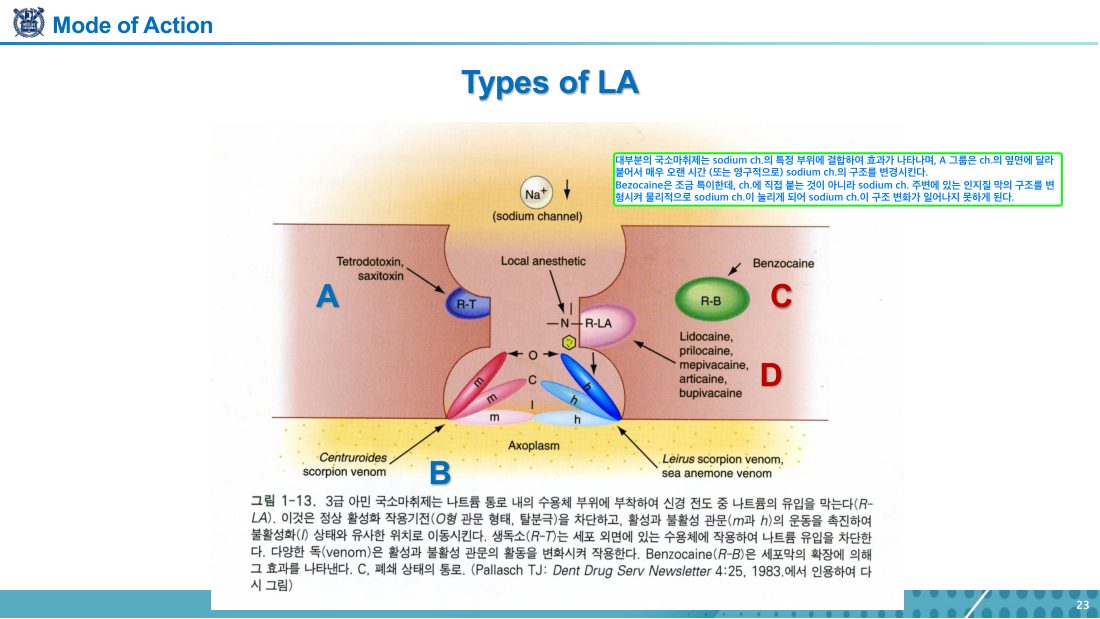 Mode of Action
Types of LA
대부분의 국소마취제는 sodium ch.의 특정 부위에 결합하여 효과가 나타나며, A 그룹은 ch.의 옆면에 달라
붙어서 매우 오랜 시간 (또는 영구적으로) sodium ch.의 구조를 변경시킨다.
Bezocaine은 조금 특이한데, ch.에 직접 붙는 것이 아니라 sodium ch. 주변에 있는 인지질 막의 구조를 변
형시켜 물리적으로 sodium ch.이 눌리게 되어 sodium ch.이 구조 변화가 일어나지 못하게 된다.
Na+
(sodium channel)
Tetrodotoxin,
saxitoxin
Local anesthetic
Benzocaine
A
R-T
N
R-LA
R-B
C
Lidocaine,
prilocaine,
mepivacaine,
articaine,
bupivacaine
D
O
C
I
m
m
m
h
h
h
Axoplasm
Centruroides
scorpion venom
B
Leirus scorpion venom,
sea anemone venom
그림 1-13. 3급 아민 국소마취제는 나트륨 통로 내의 수용체 부위에 부착하여 신경 전도 중 나트륨의 유입을 막는다(R-
LA). 이것은 정상 활성화 작용기전(O형 관문 형태, 탈분극)을 차단하고, 활성과 불활성 관문(m과 h)의 운동을 촉진하여
불활성화(I) 상태와 유사한 위치로 이동시킨다. 생독소(R-T)는 세포 외면에 있는 수용체에 작용하여 나트륨 유입을 차단한
다. 다양한 독(venom)은 활성과 불활성 관문의 활동을 변화시켜 작용한다. Benzocaine(R-B)은 세포막의 확장에 의해
그 효과를 나타낸다. C, 폐쇄 상태의 통로. (Pallasch TJ: Dent Drug Serv Newsletter 4:25, 1983.에서 인용하여 다
시 그림)
23